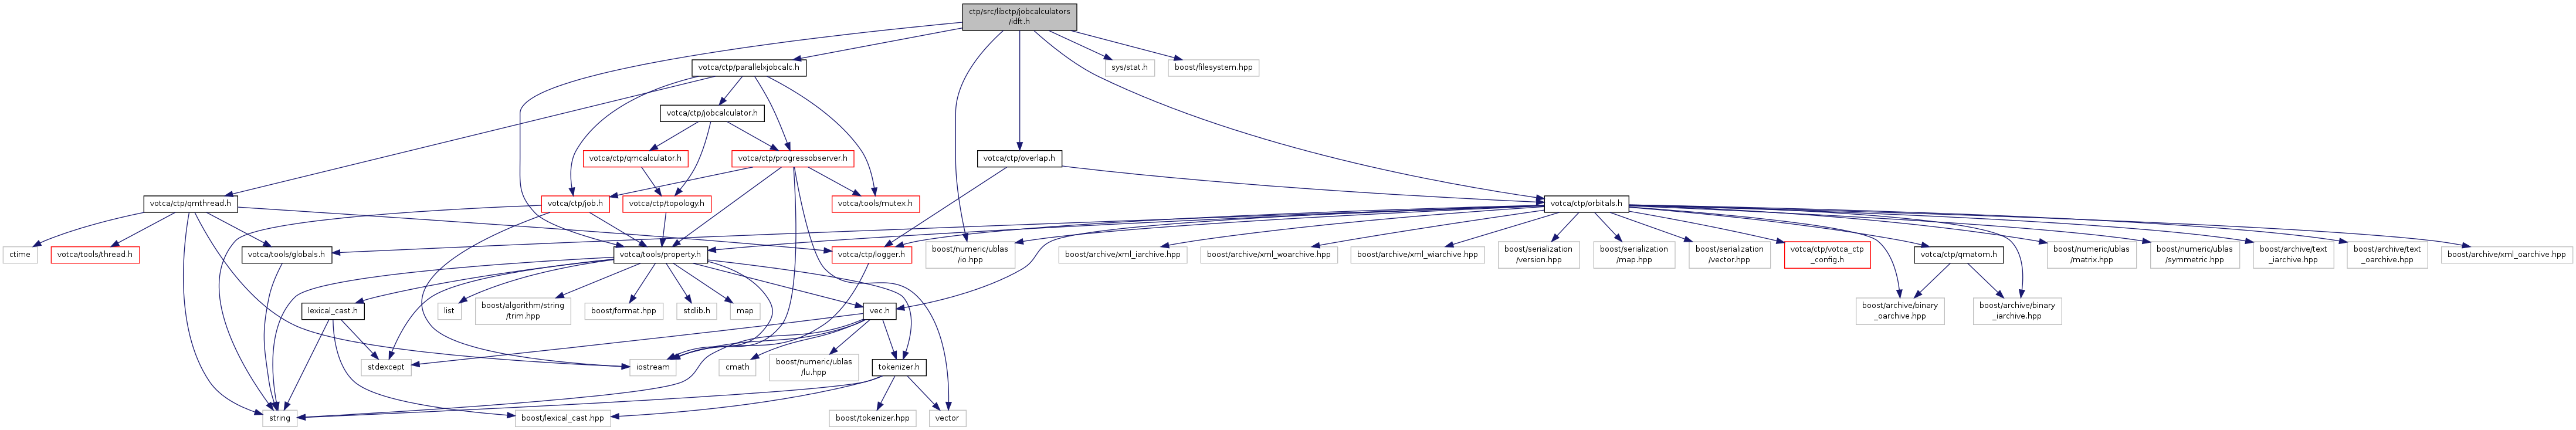 ctp/src/libctp/jobcalculators
/idft.h
votca/ctp/parallelxjobcalc.h
sys/stat.h
boost/filesystem.hpp
votca/ctp/jobcalculator.h
votca/ctp/qmcalculator.h
votca/ctp/progressobserver.h
votca/ctp/overlap.h
votca/ctp/qmthread.h
votca/ctp/job.h
votca/ctp/topology.h
votca/tools/mutex.h
votca/ctp/orbitals.h
ctime
votca/tools/thread.h
votca/tools/globals.h
votca/tools/property.h
votca/ctp/logger.h
boost/numeric/ublas
/io.hpp
boost/archive/xml_iarchive.hpp
boost/archive/xml_woarchive.hpp
boost/archive/xml_wiarchive.hpp
boost/serialization
/version.hpp
boost/serialization
/map.hpp
boost/serialization
/vector.hpp
votca/ctp/votca_ctp
_config.h
votca/ctp/qmatom.h
boost/numeric/ublas
/matrix.hpp
boost/numeric/ublas
/symmetric.hpp
boost/archive/text
_iarchive.hpp
boost/archive/text
_oarchive.hpp
boost/archive/xml_oarchive.hpp
lexical_cast.h
list
boost/algorithm/string
/trim.hpp
boost/format.hpp
stdlib.h
map
vec.h
boost/archive/binary
_oarchive.hpp
boost/archive/binary
_iarchive.hpp
stdexcept
iostream
cmath
boost/numeric/ublas
/lu.hpp
tokenizer.h
string
boost/lexical_cast.hpp
boost/tokenizer.hpp
vector